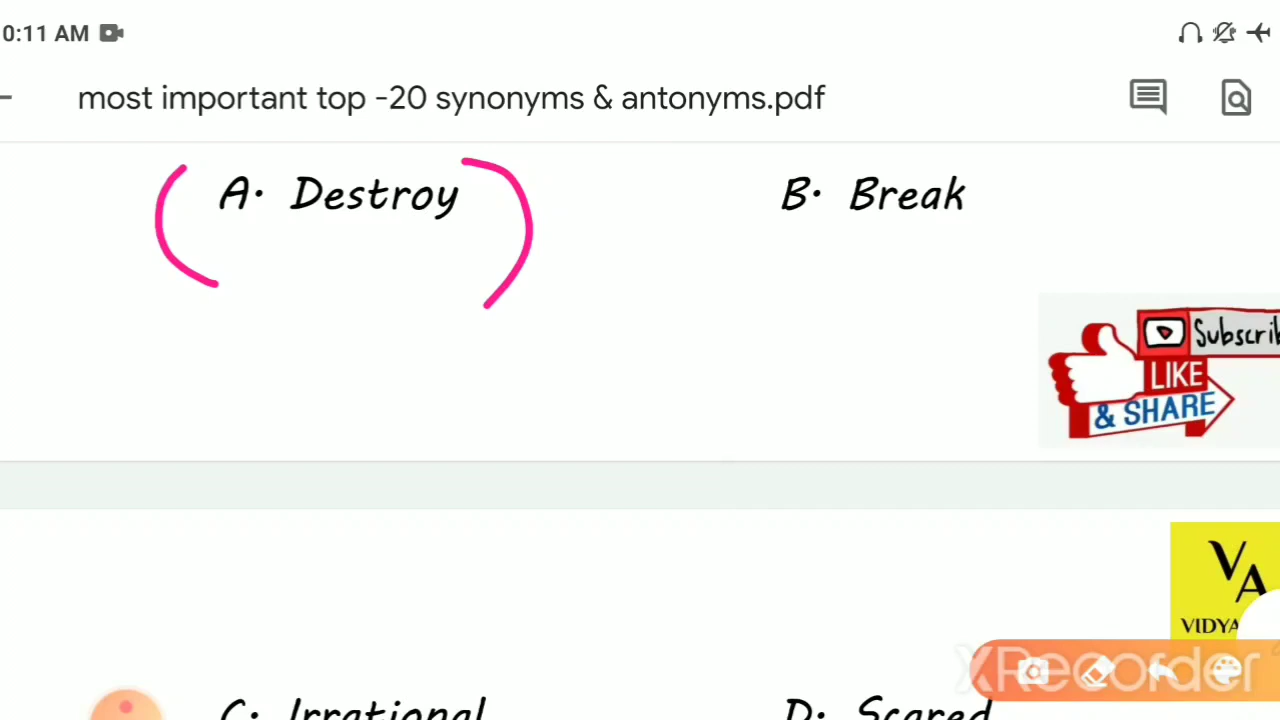 0:11 AM
most important top -20 synonyms & antonyms.pdf
A. Destroy B. Break
Subscrib
LIKE
& SHARE
VA
VIDYA
XRecorder
C. Irrational D. Scared